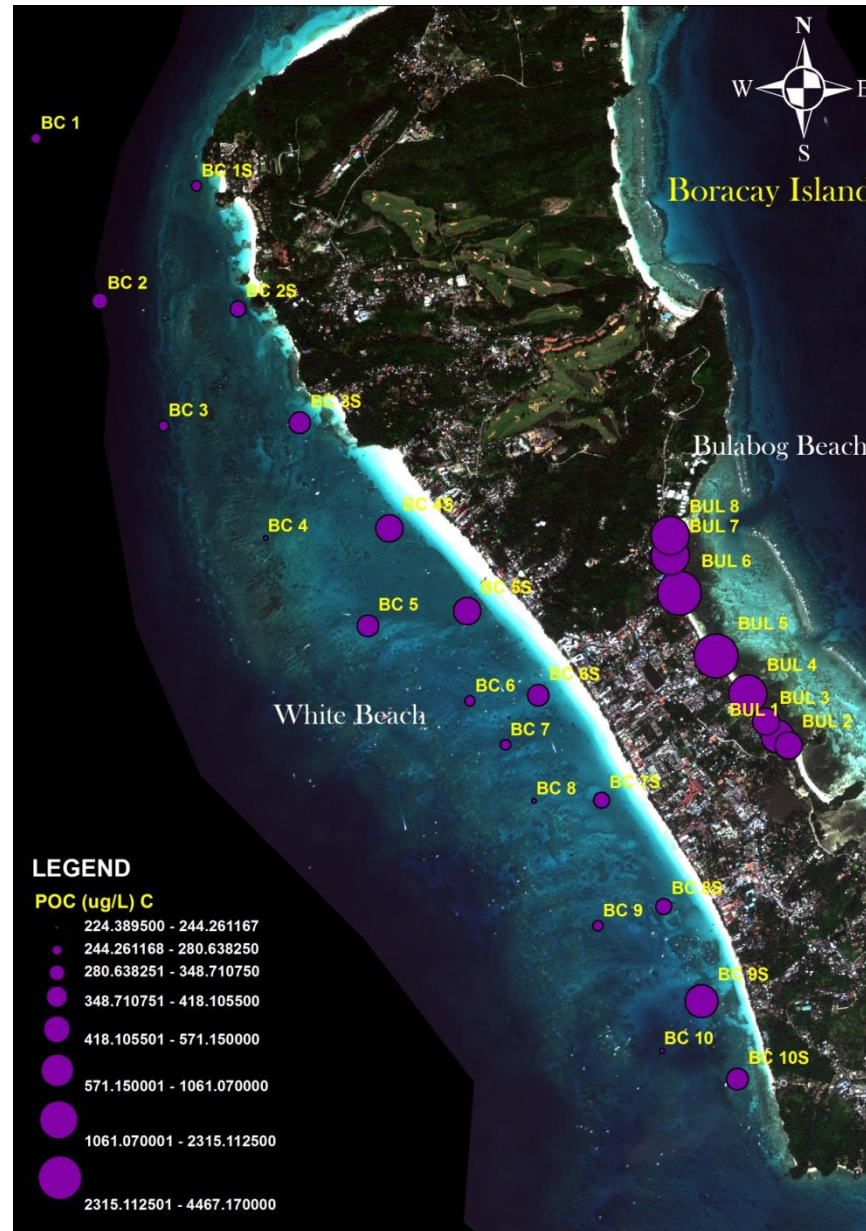 N
W
E
S
BC 1
BC 1S
Boracay Island
BC 2
BC 2S
BC 3
BC 3S
Bulabog Beach
BC 4
BC 4S
BUL 8
BUL 7
BUL 6
BC 5
BC 5S
BUL 5
BUL 4
BC 6
BC 6S
BUL 3
BUL 1
BUL 2
White Beach
BC 7
BC 8
BC 7S
BC 9
BC 8S
BC 9S
BC 10
BC 10S
LEGEND
POC (ug/L) C
224.389500 - 244.261167
244.261168 - 280.638250
280.638251 - 348.710750
348.710751 - 418.105500
418.105501 - 571.150000
571.150001 - 1061.070000
1061.070001 - 2315.112500
2315.112501 - 4467.170000